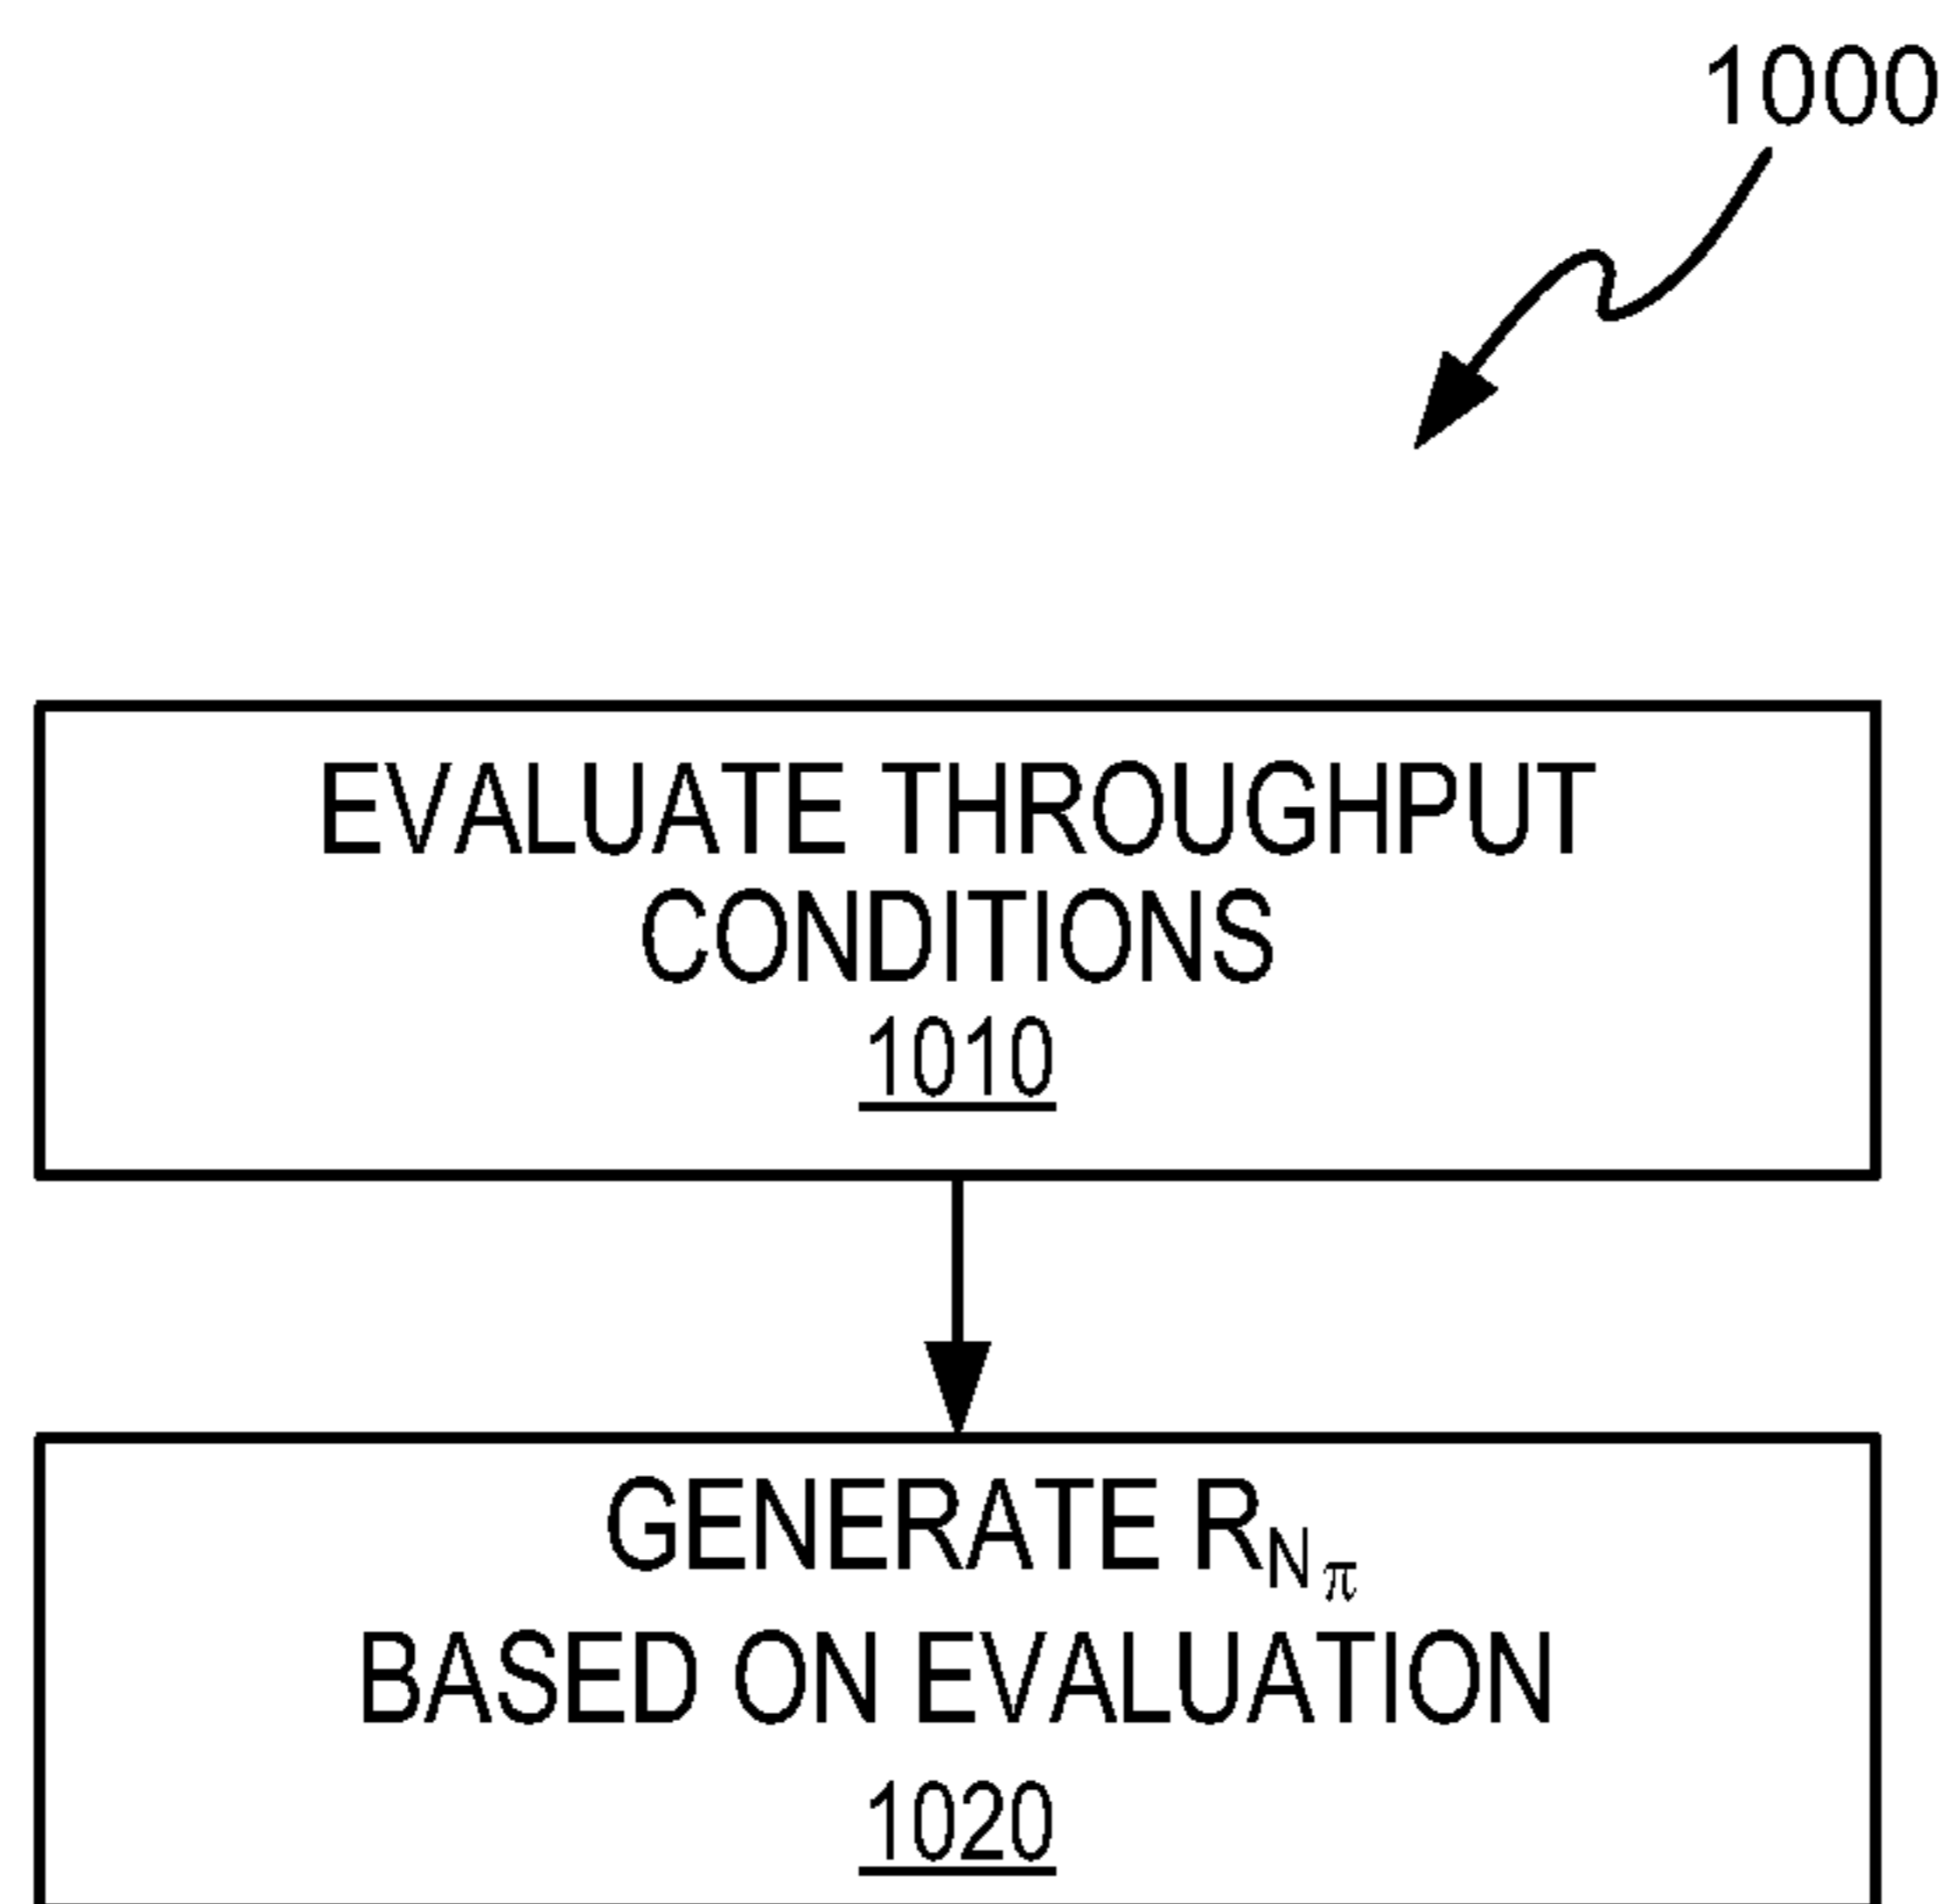 1000
EVALUATE THROUGHPUT
CONDITIONS
1010
GENERATE R_{N_π}
BASED ON EVALUATION
1020